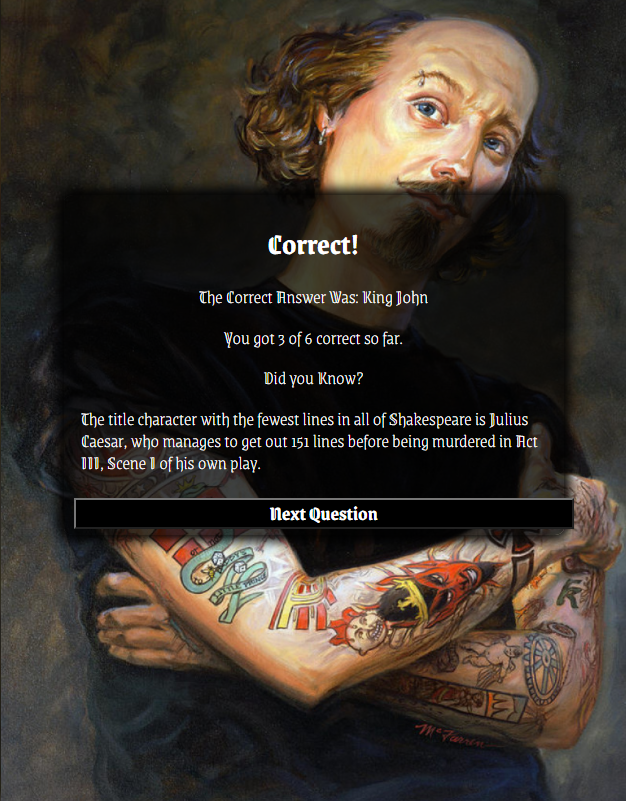 Correct!
The Correct Answer Was: King John
You got 3 of 6 correct so far.
Did you Know?
The title character with the fewest lines in all of Shakespeare is Julius
Caesar, who manages to get out 151 lines before being murdered in Act
III, Scene I of his own play.
Next Question
McFarren